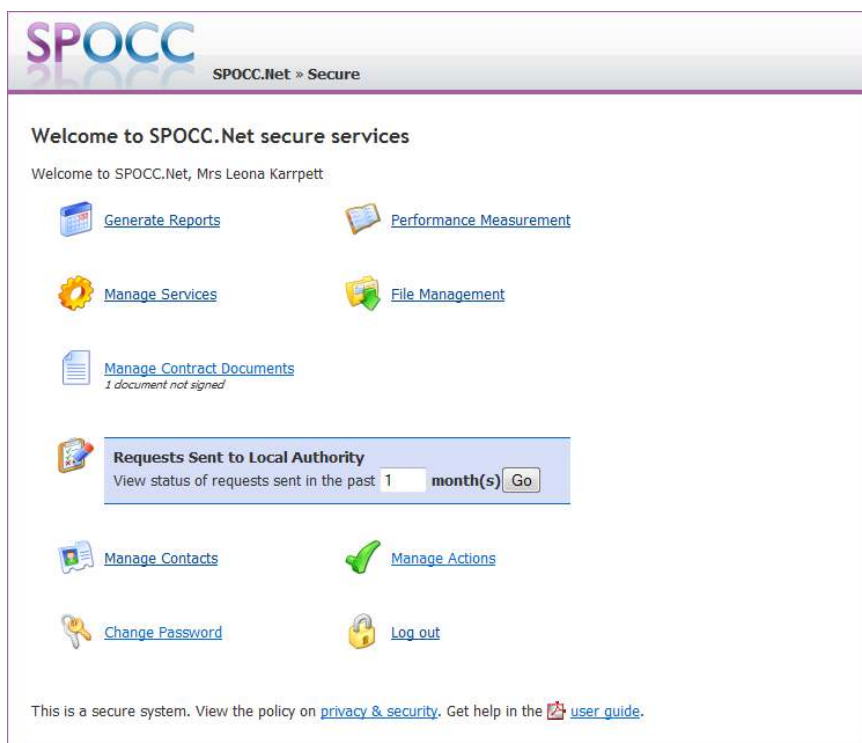 SPOCC
SPOCC.Net » Secure
Welcome to SPOCC.Net secure services
Welcome to SPOCC.Net, Mrs Leona Karrpett
Generate Reports
Performance Measurement
Manage Services
File Management
Manage Contract Documents
1 document not signed
Requests Sent to Local Authority
View status of requests sent in the past 1 month(s) Go
Manage Contacts
Manage Actions
Change Password
Log out
This is a secure system. View the policy on privacy & security. Get help in the user guide.